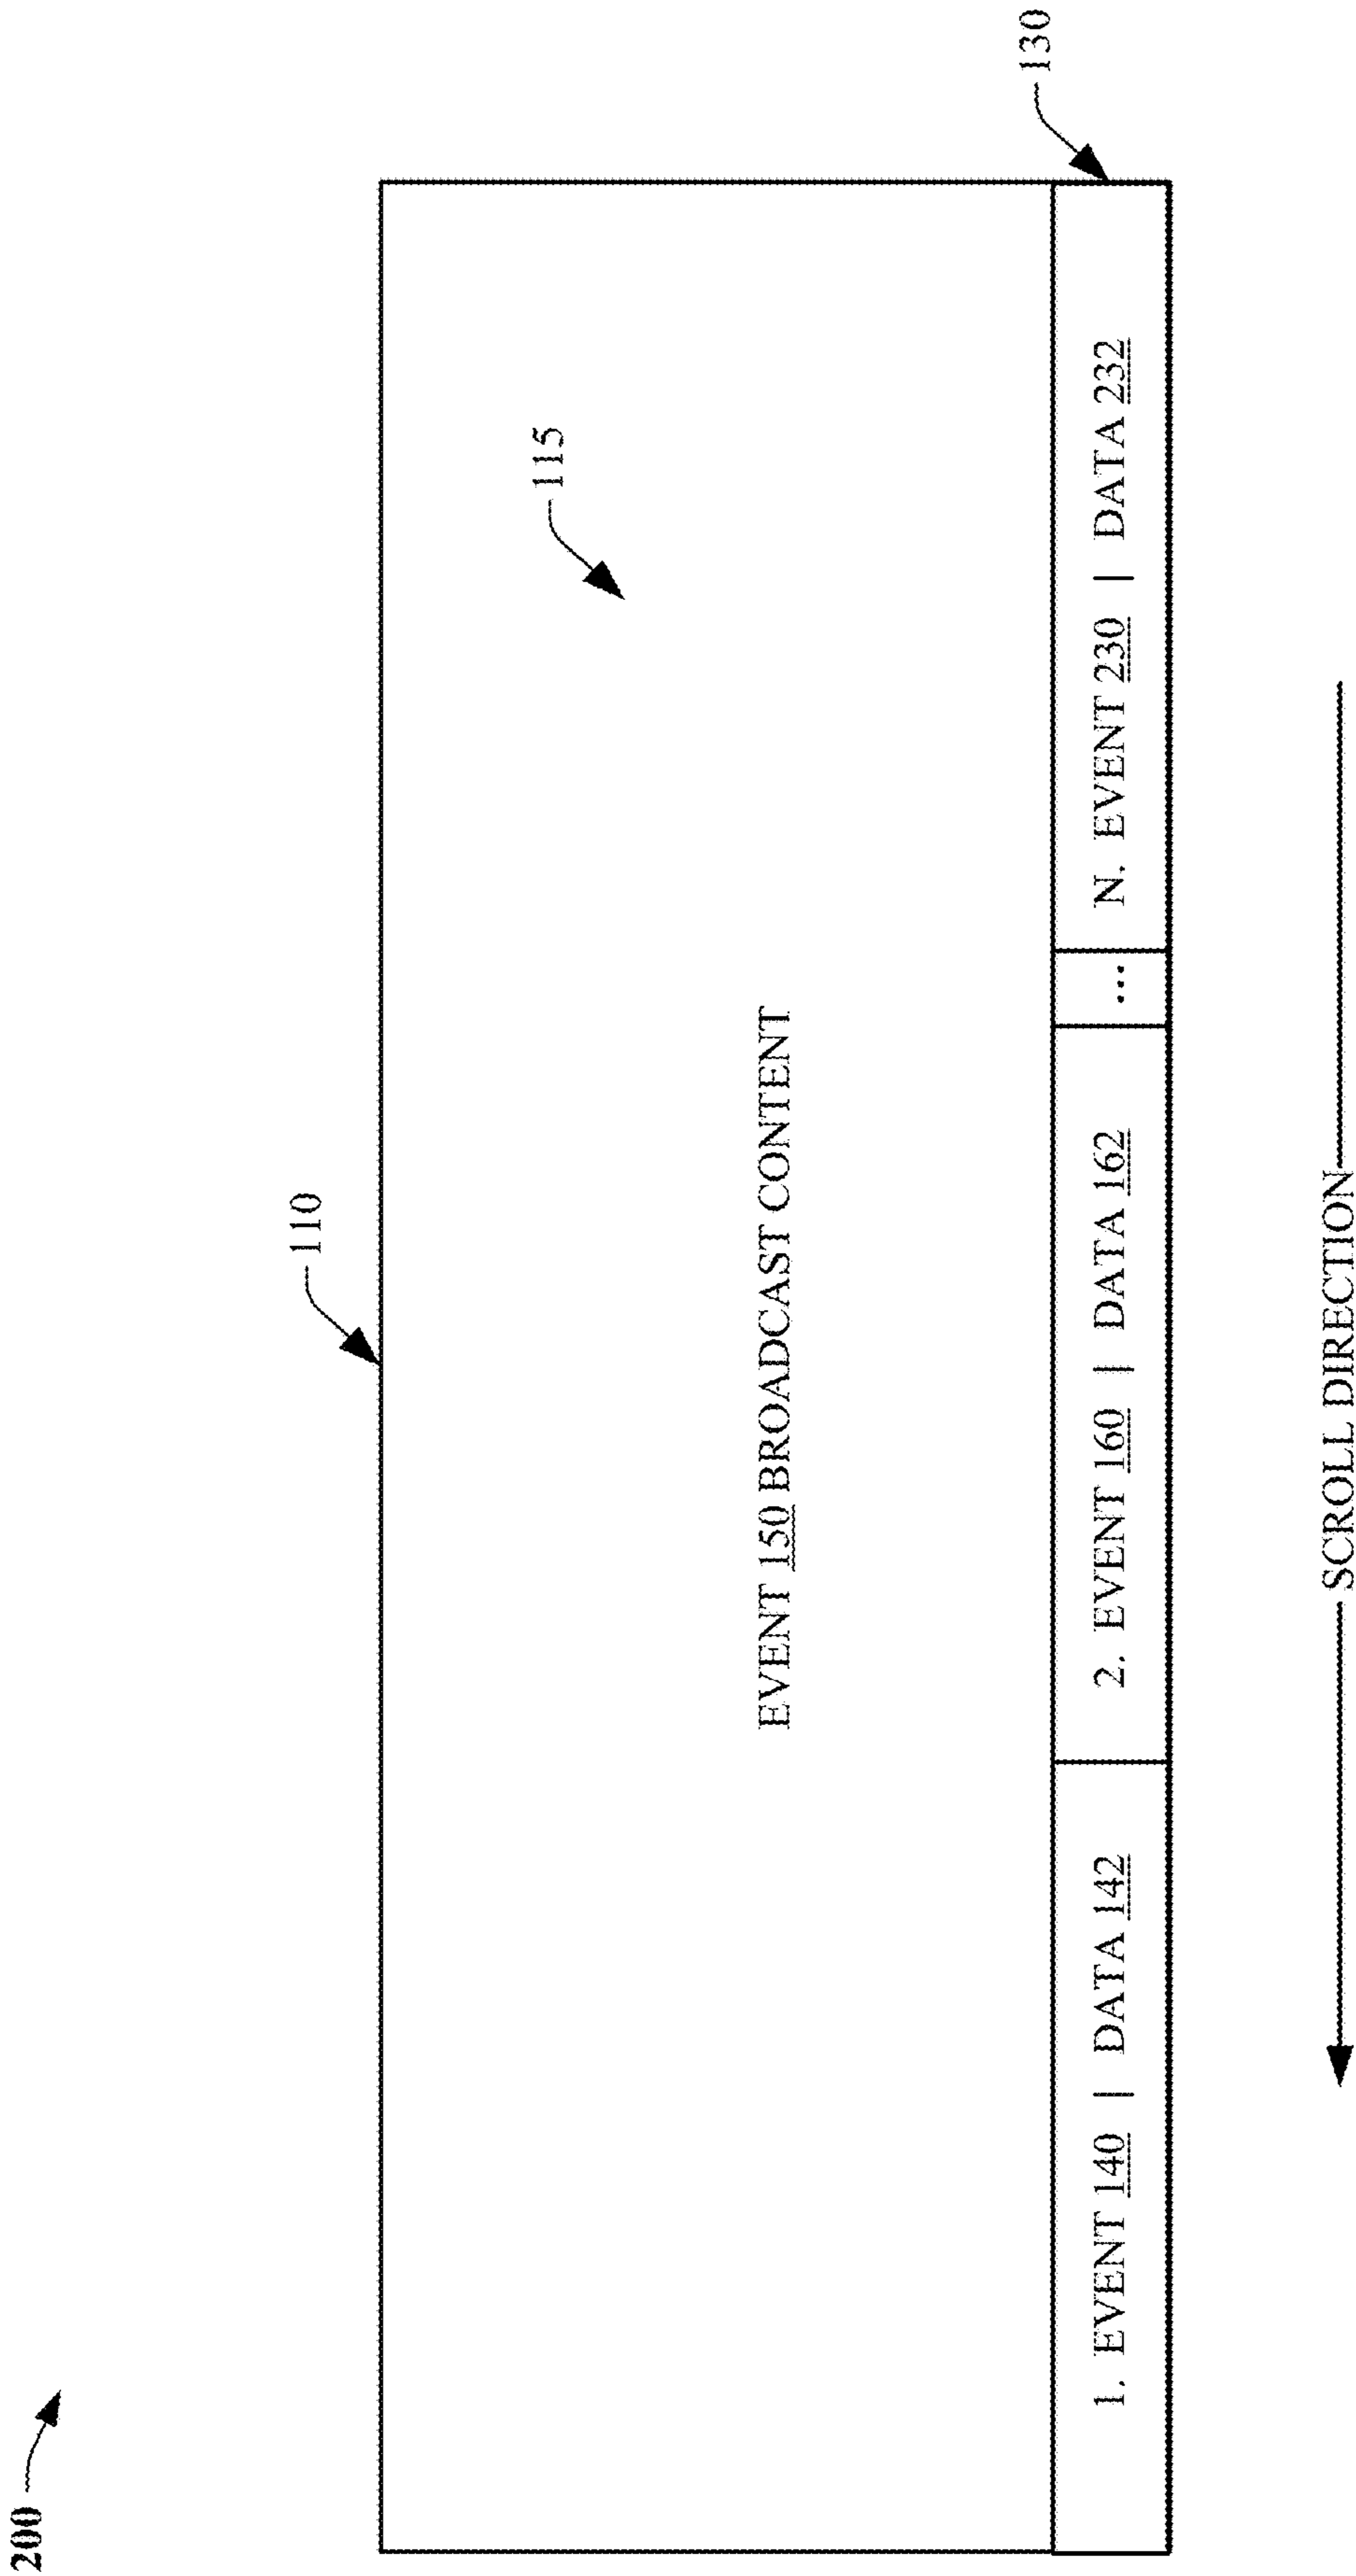 200
110
115
EVENT 150 BROADCAST CONTENT
130
1. EVENT 140 | DATA 142
2. EVENT 160 | DATA 162
...
N. EVENT 230 | DATA 232
SCROLL DIRECTION